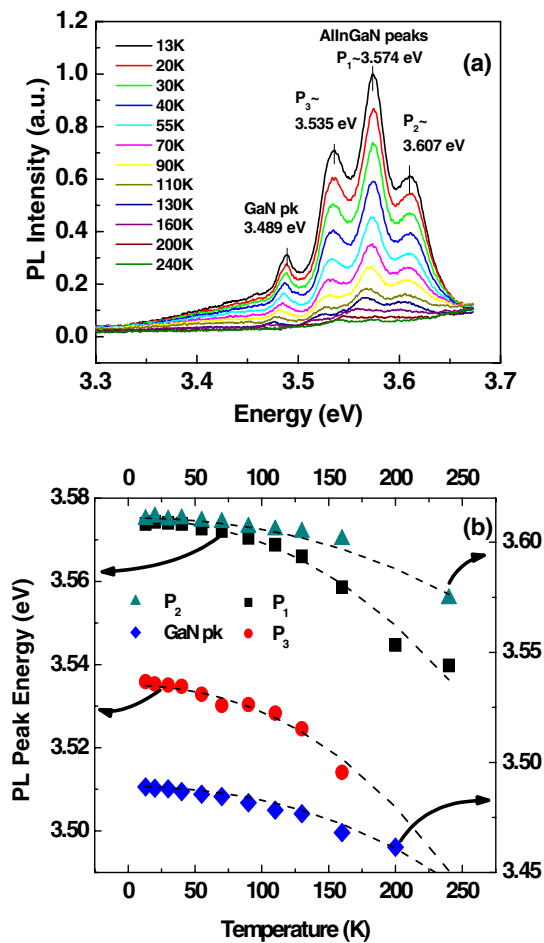 AlInGaN peaks
P₁~3.574 eV
(a)
P₃~
3.535 eV
P₂~
3.607 eV
GaN pk
3.489 eV
13K
20K
30K
40K
55K
70K
90K
110K
130K
160K
200K
240K
PL Intensity (a.u.)
1.2
1.0
0.8
0.6
0.4
0.2
0.0
3.3 3.4 3.5 3.6 3.7
Energy (eV)
0 50 100 150 200 250
(b)
PL Peak Energy (eV)
3.58
3.56
3.54
3.52
3.50
3.60
3.57
3.54
3.49
3.46
P₂ P₁
GaN pk P₃
0 50 100 150 200 250
Temperature (K)